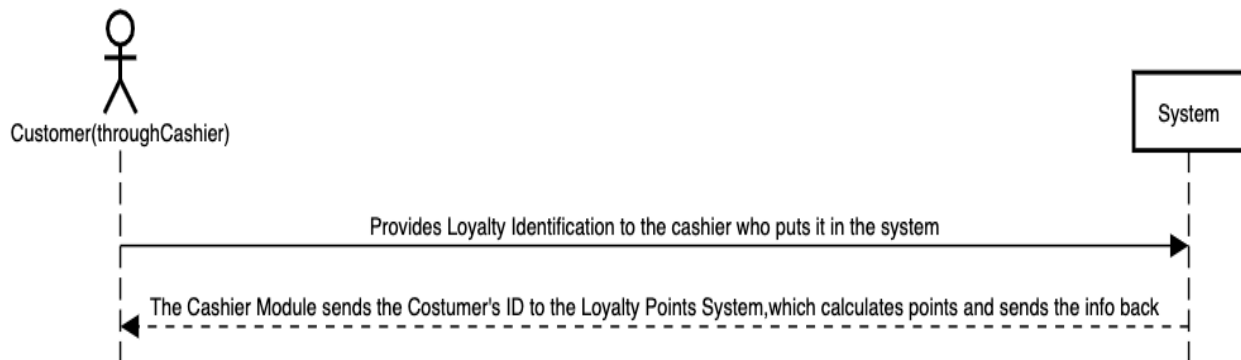 Customer(throughCashier)
System
Provides Loyalty Identification to the cashier who puts it in the system
The Cashier Module sends the Costumer's ID to the Loyalty Points System,which calculates points and sends the info back